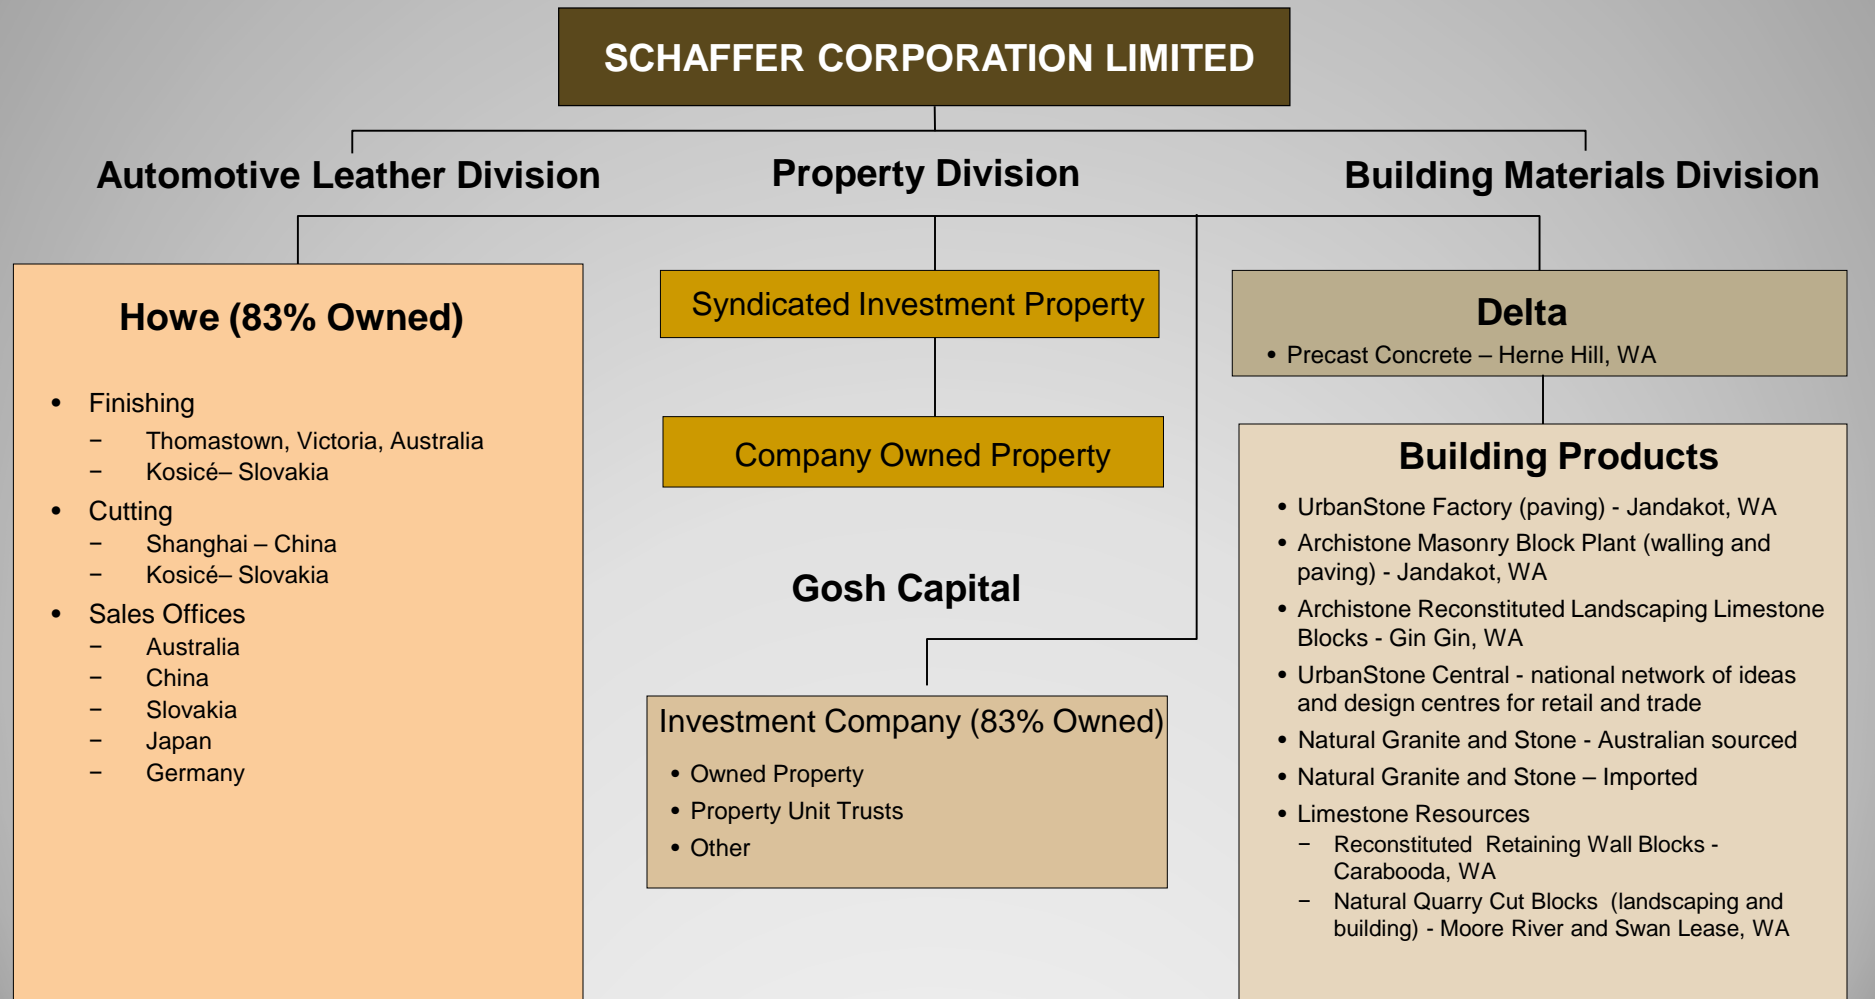 SCHAFFER CORPORATION LIMITED
Automotive Leather Division
Property Division
Building Materials Division
Howe (83% Owned)
• Finishing
– Thomastown, Victoria, Australia
– Kosicé– Slovakia
• Cutting
– Shanghai – China
– Kosicé– Slovakia
• Sales Offices
– Australia
– China
– Slovakia
– Japan
– Germany
Syndicated Investment Property
Company Owned Property
Gosh Capital
Investment Company (83% Owned)
• Owned Property
• Property Unit Trusts
• Other
Delta
• Precast Concrete – Herne Hill, WA
Building Products
• UrbanStone Factory (paving) - Jandakot, WA
• Archistone Masonry Block Plant (walling and
paving) - Jandakot, WA
• Archistone Reconstituted Landscaping Limestone
Blocks - Gin Gin, WA
• UrbanStone Central - national network of ideas
and design centres for retail and trade
• Natural Granite and Stone - Australian sourced
• Natural Granite and Stone – Imported
• Limestone Resources
– Reconstituted Retaining Wall Blocks -
Carabooda, WA
– Natural Quarry Cut Blocks (landscaping and
building) - Moore River and Swan Lease, WA